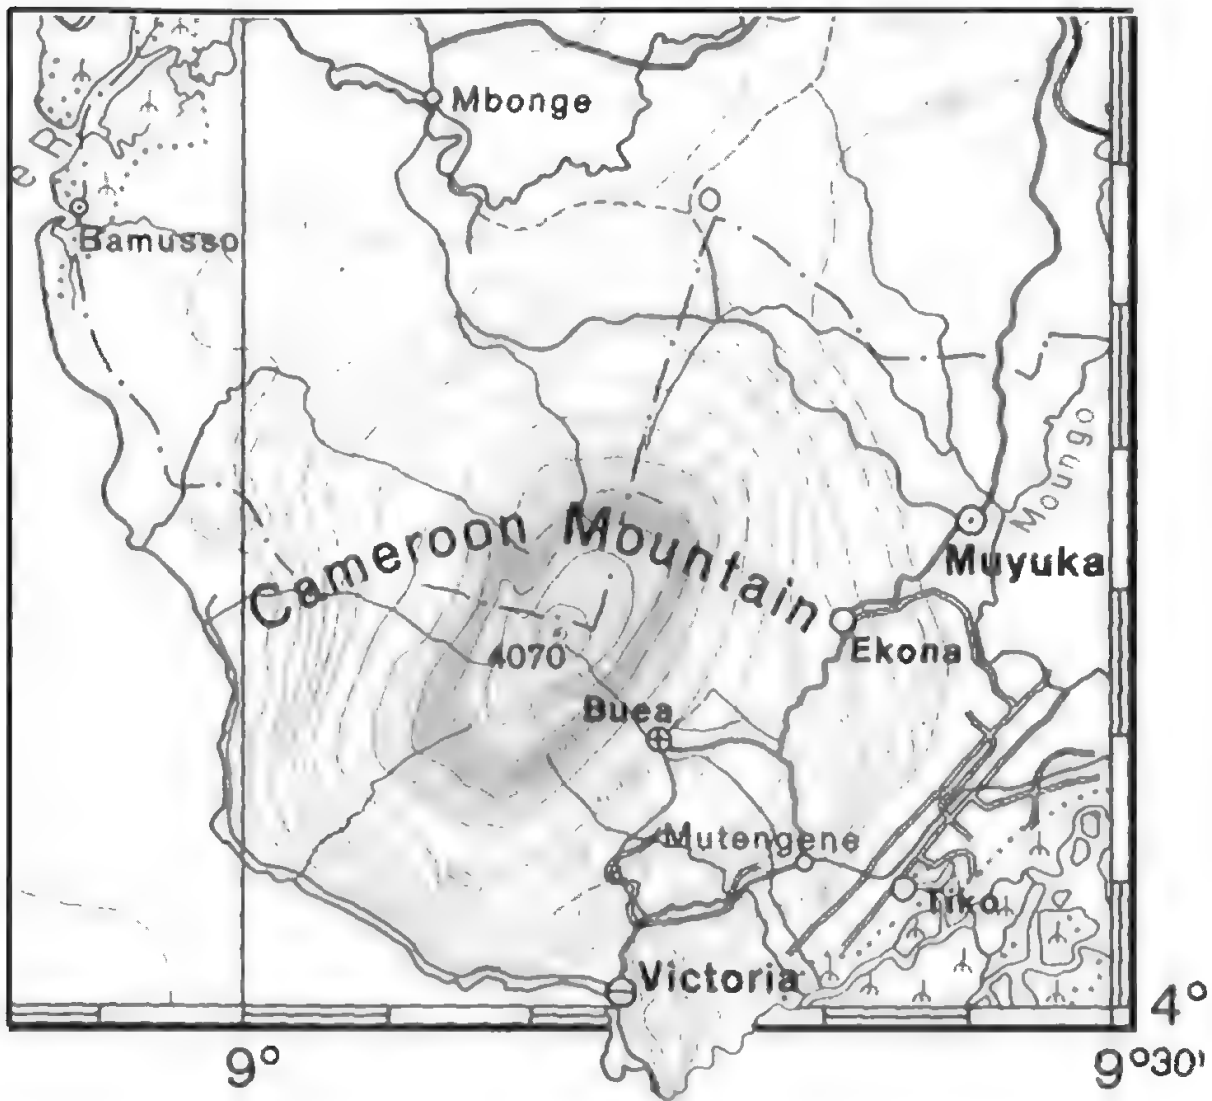 Mbonge
e R
Bamusso
Moungo
Cameroon Mountain
Muyuka
Ekona
4070
Buea
Mutengene
Tiko
Victoria
4°
9°
9°30'